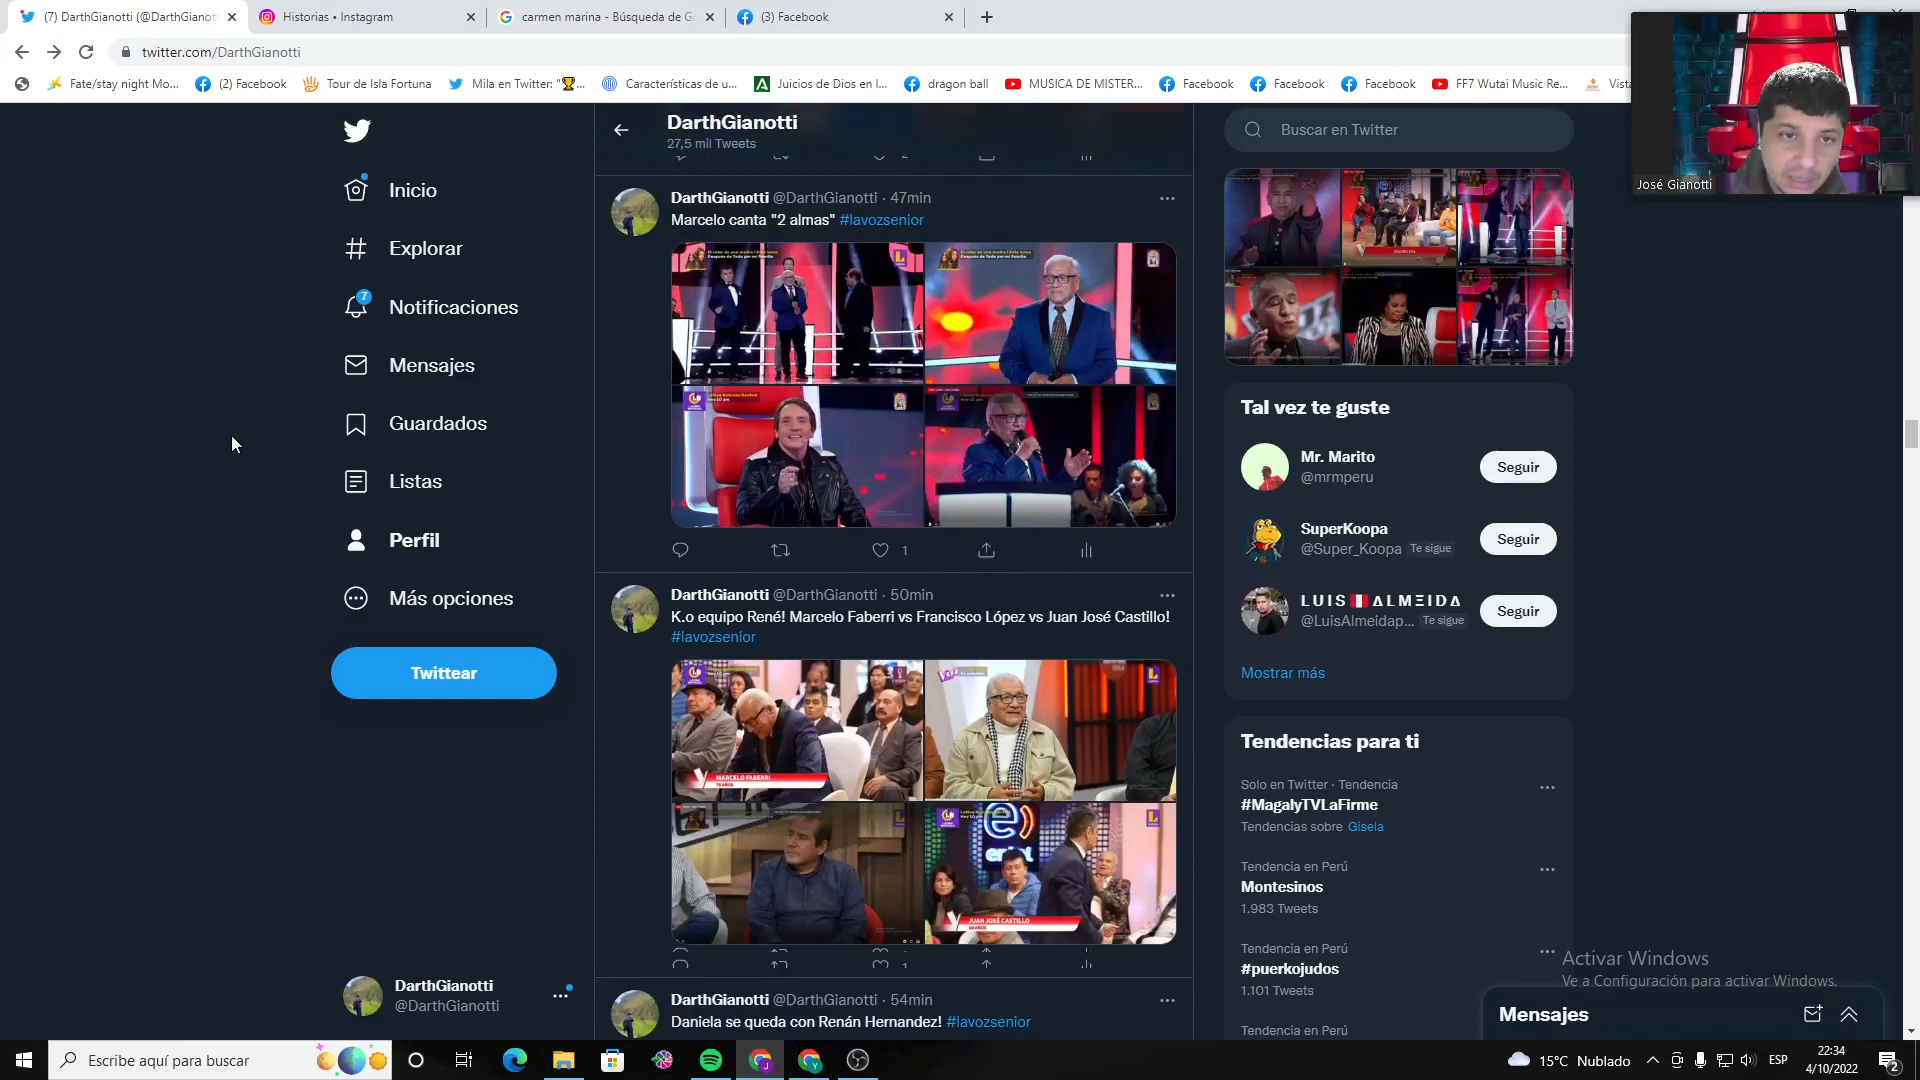 (7) DarthGianotti (@DarthGianott
Historias • Instagram
carmen marina - Búsqueda de Go
(3) Facebook
twitter.com/DarthGianotti
Fate/stay night Mo...
(2) Facebook
Tour de Isla Fortuna
Mila en Twitter: "🏆...
Características de u...
Juicios de Dios en l...
dragon ball
MUSICA DE MISTER...
Facebook
Facebook
Facebook
FF7 Wutai Music Re...
Vista
José Gianotti
Inicio
Explorar
7
Notificaciones
Mensajes
Guardados
Listas
Perfil
Más opciones
Twittear
DarthGianotti
@DarthGianotti
DarthGianotti
27,5 mil Tweets
DarthGianotti @DarthGianotti · 47min
Marcelo canta "2 almas" #lavozsenior
1
DarthGianotti @DarthGianotti · 50min
K.o equipo René! Marcelo Faberri vs Francisco López vs Juan José Castillo!
#lavozsenior
MARCELO FABERRI
JUAN JOSÉ CASTILLO
1
DarthGianotti @DarthGianotti · 54min
Daniela se queda con Renán Hernandez! #lavozsenior
Buscar en Twitter
Tal vez te guste
Mr. Marito
@mrmperu
Seguir
SuperKoopa
@Super_Koopa Te sigue
Seguir
L U I S 🇵🇪 Δ L M Ξ I D Δ
@LuisAlmeidap... Te sigue
Seguir
Mostrar más
Tendencias para ti
Solo en Twitter · Tendencia
#MagalyTVLaFirme
Tendencias sobre Gisela
Tendencia en Perú
Montesinos
1.983 Tweets
Tendencia en Perú
#puerkojudos
1.101 Tweets
Tendencia en Perú
Activar Windows
Ve a Configuración para activar Windows.
Mensajes
Escribe aquí para buscar
15°C Nublado
ESP
22:34
4/10/2022
2